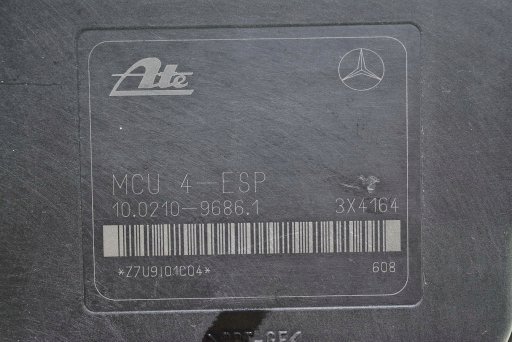 Ate
MCU 4-ESP
10.0210-9686.1 3X4164
*Z7U9J01C04*
608